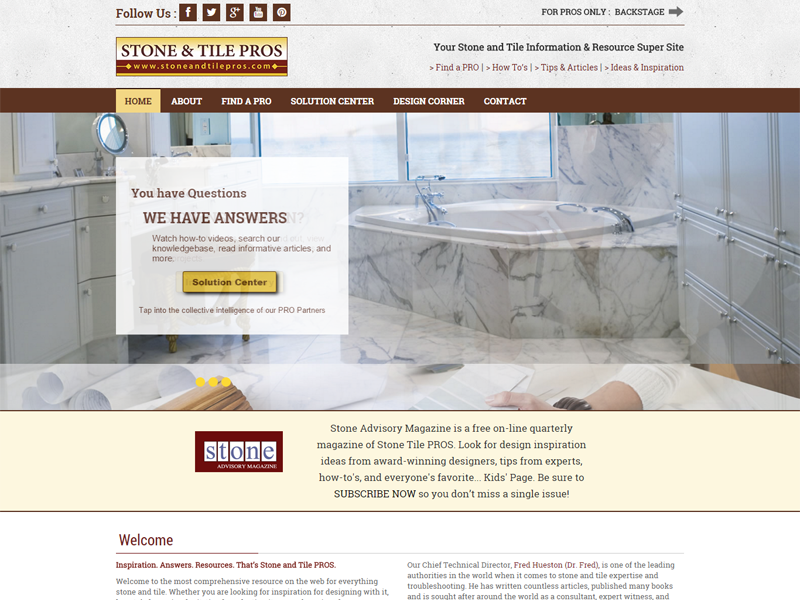 Follow Us :
FOR PROS ONLY : BACKSTAGE
STONE & TILE PROS
www.stoneandtilepros.com
Your Stone and Tile Information & Resource Super Site
> Find a PRO | > How To's | > Tips & Articles | > Ideas & Inspiration
HOME ABOUT FIND A PRO SOLUTION CENTER DESIGN CORNER CONTACT
You have Questions
WE HAVE ANSWERS
Watch how-to videos, search our
knowledgebase, read informative articles, and
more.
Solution Center
Tap into the collective intelligence of our PRO Partners
stone
ADVISORY MAGAZINE
Stone Advisory Magazine is a free on-line quarterly
magazine of Stone Tile PROS. Look for design inspiration
ideas from award-winning designers, tips from experts,
how-to's, and everyone's favorite... Kids' Page. Be sure to
SUBSCRIBE NOW so you don't miss a single issue!
Welcome
Inspiration. Answers. Resources. That's Stone and Tile PROS.
Welcome to the most comprehensive resource on the web for everything
stone and tile. Whether you are looking for inspiration for designing with it,
Our Chief Technical Director, Fred Hueston (Dr. Fred), is one of the leading
authorities in the world when it comes to stone and tile expertise and
troubleshooting. He has written countless articles, published many books
and is sought after around the world as a consultant, expert witness, and